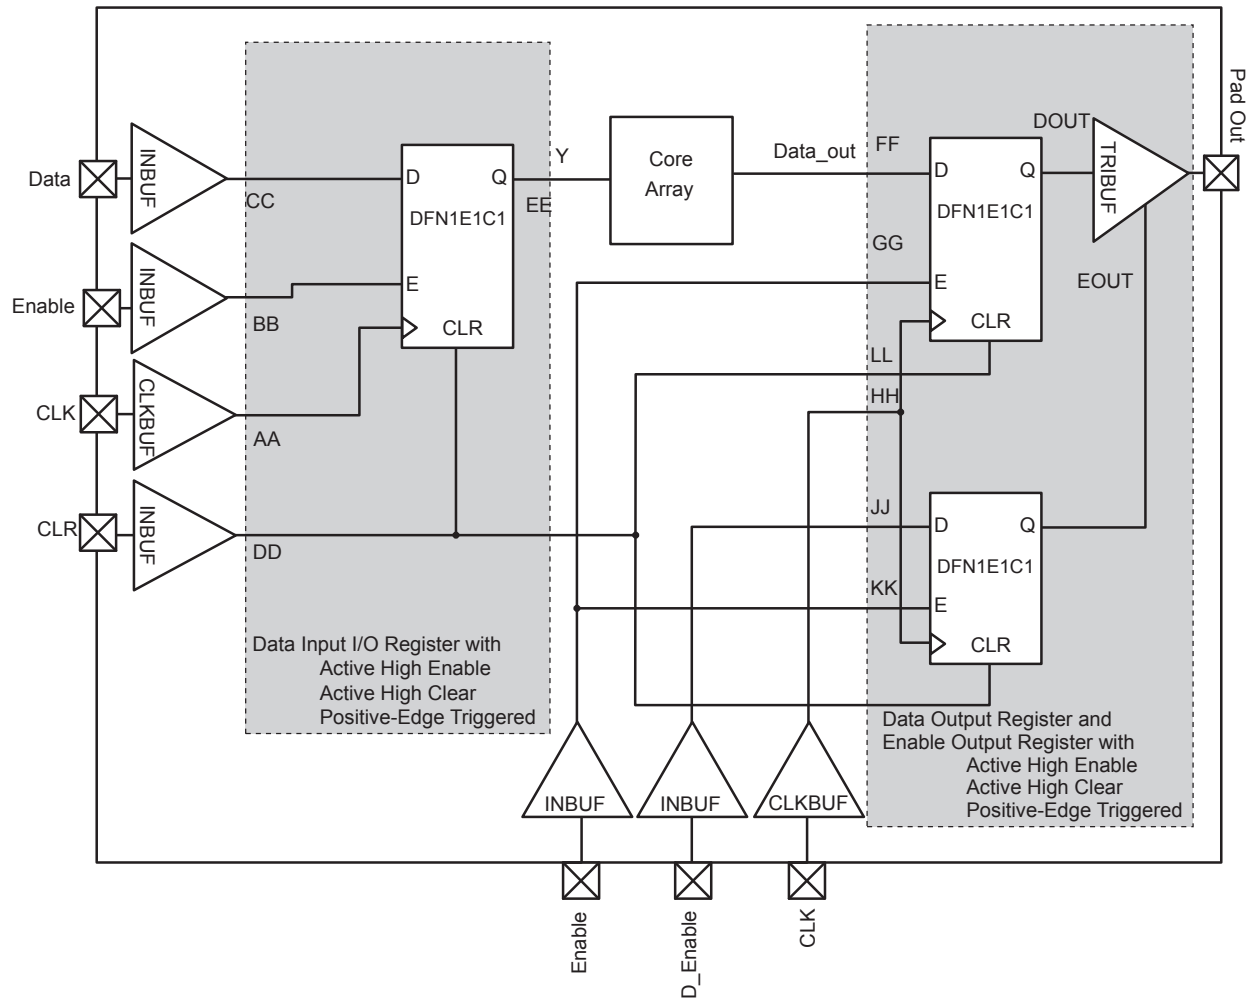 Data
INBUF
CC
D
Q
DFN1E1C1
E
CLR
Y
EE
Core
Array
Data_out
FF
D
Q
DFN1E1C1
GG
E
CLR
DOUT
TRIBUF
EOUT
Pad Out
Enable
INBUF
BB
CLK
CLKBUF
AA
CLR
INBUF
DD
LL
HH
JJ
D
Q
DFN1E1C1
KK
E
CLR
Data Input I/O Register with
Active High Enable
Active High Clear
Positive-Edge Triggered
Data Output Register and
Enable Output Register with
Active High Enable
Active High Clear
Positive-Edge Triggered
INBUF
INBUF
CLKBUF
Enable
D_Enable
CLK